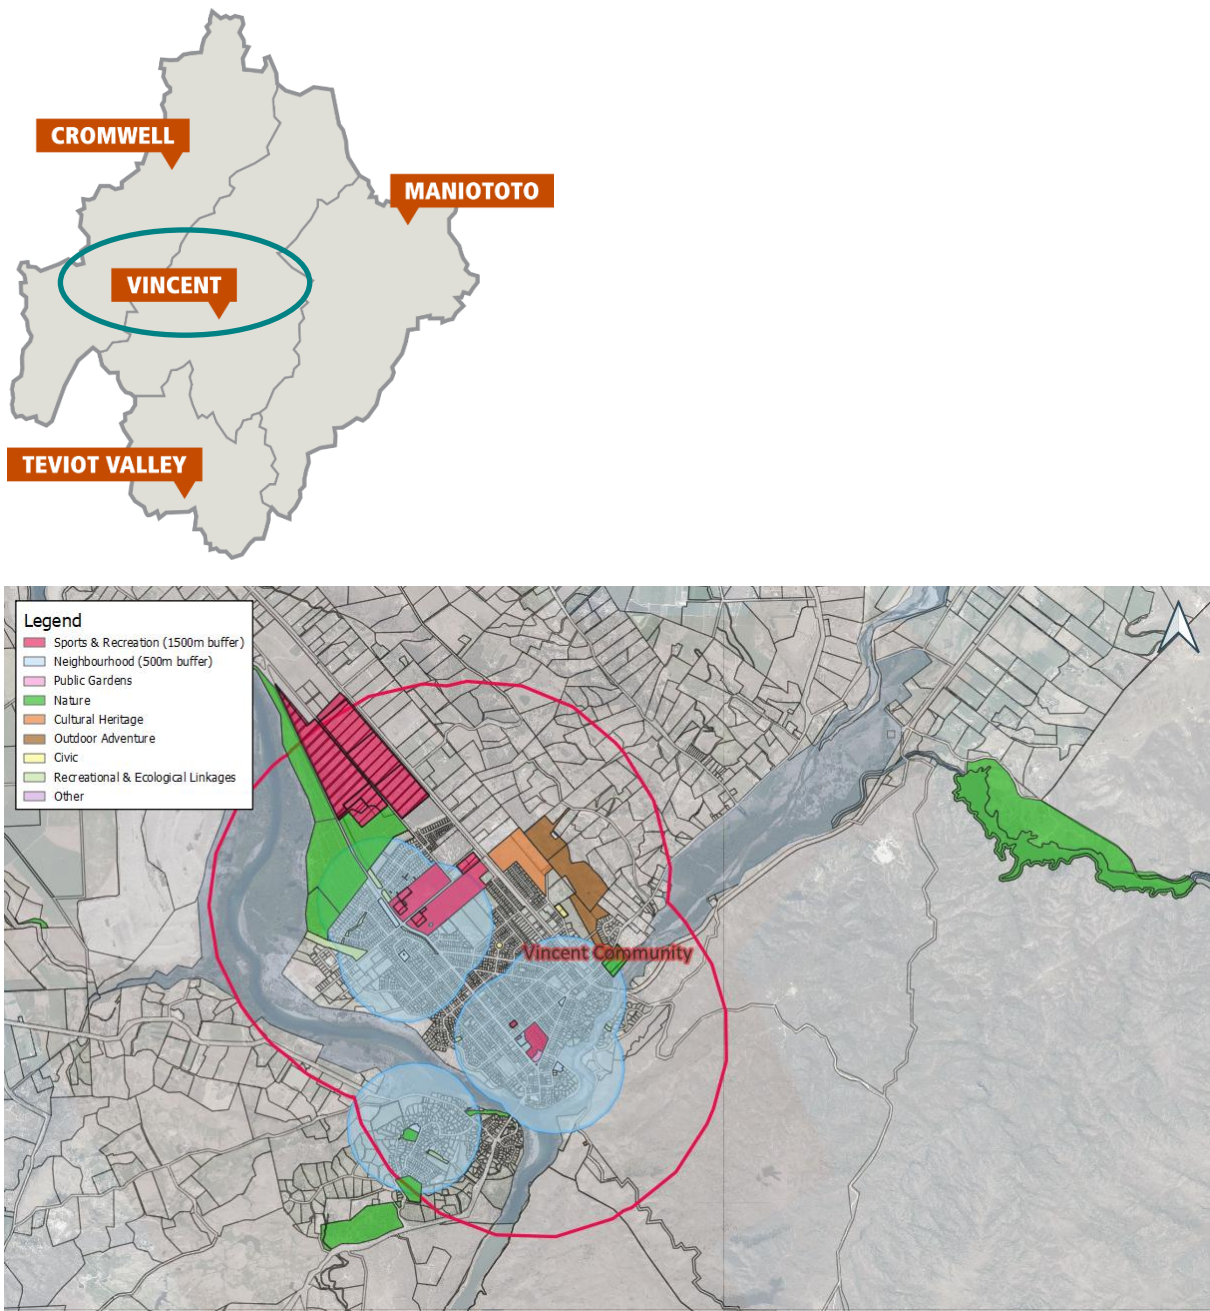 CROMWELL
MANIOTOTO
VINCENT
TEVIOT VALLEY
Legend
Sports & Recreation (1500m buffer)
Neighbourhood (500m buffer)
Public Gardens
Nature
Cultural Heritage
Outdoor Adventure
Civic
Recreational & Ecological Linkages
Other
Vincent Community